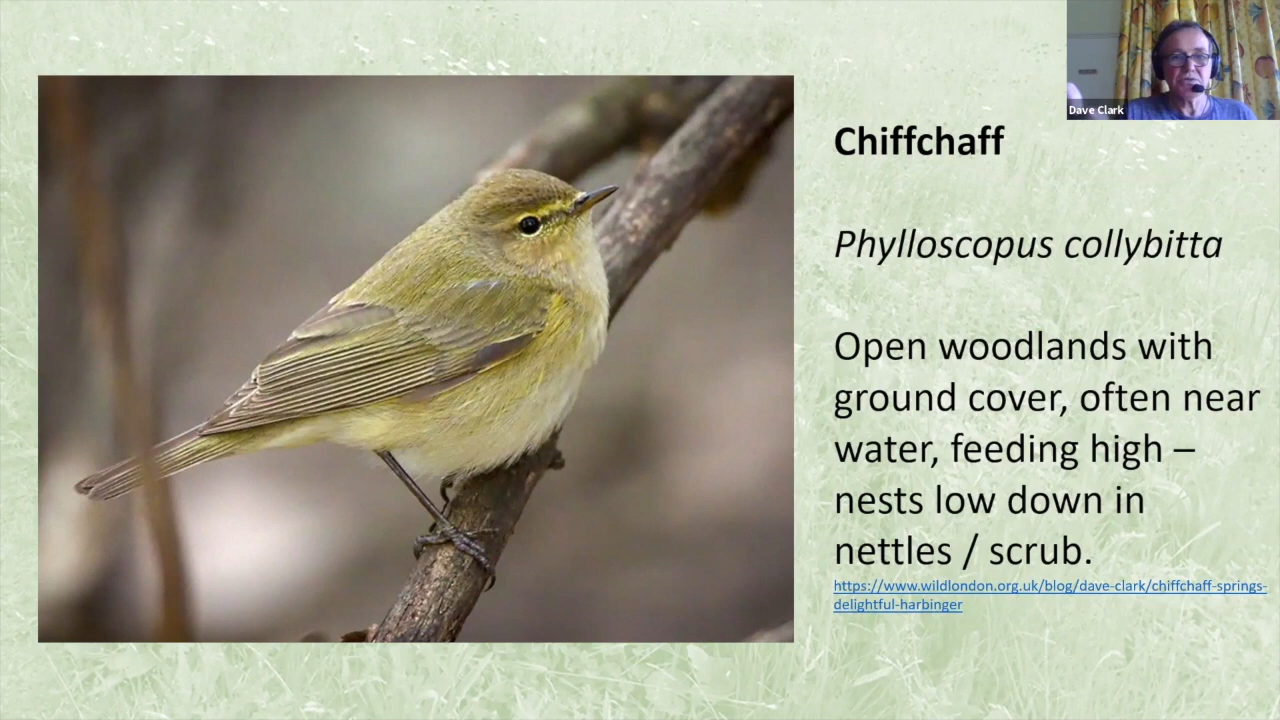 Dave Clark
Chiffchaff
Phylloscopus collybitta
Open woodlands with
ground cover, often near
water, feeding high –
nests low down in
nettles / scrub.
https://www.wildlondon.org.uk/blog/dave-clark/chiffchaff-springs-
delightful-harbinger